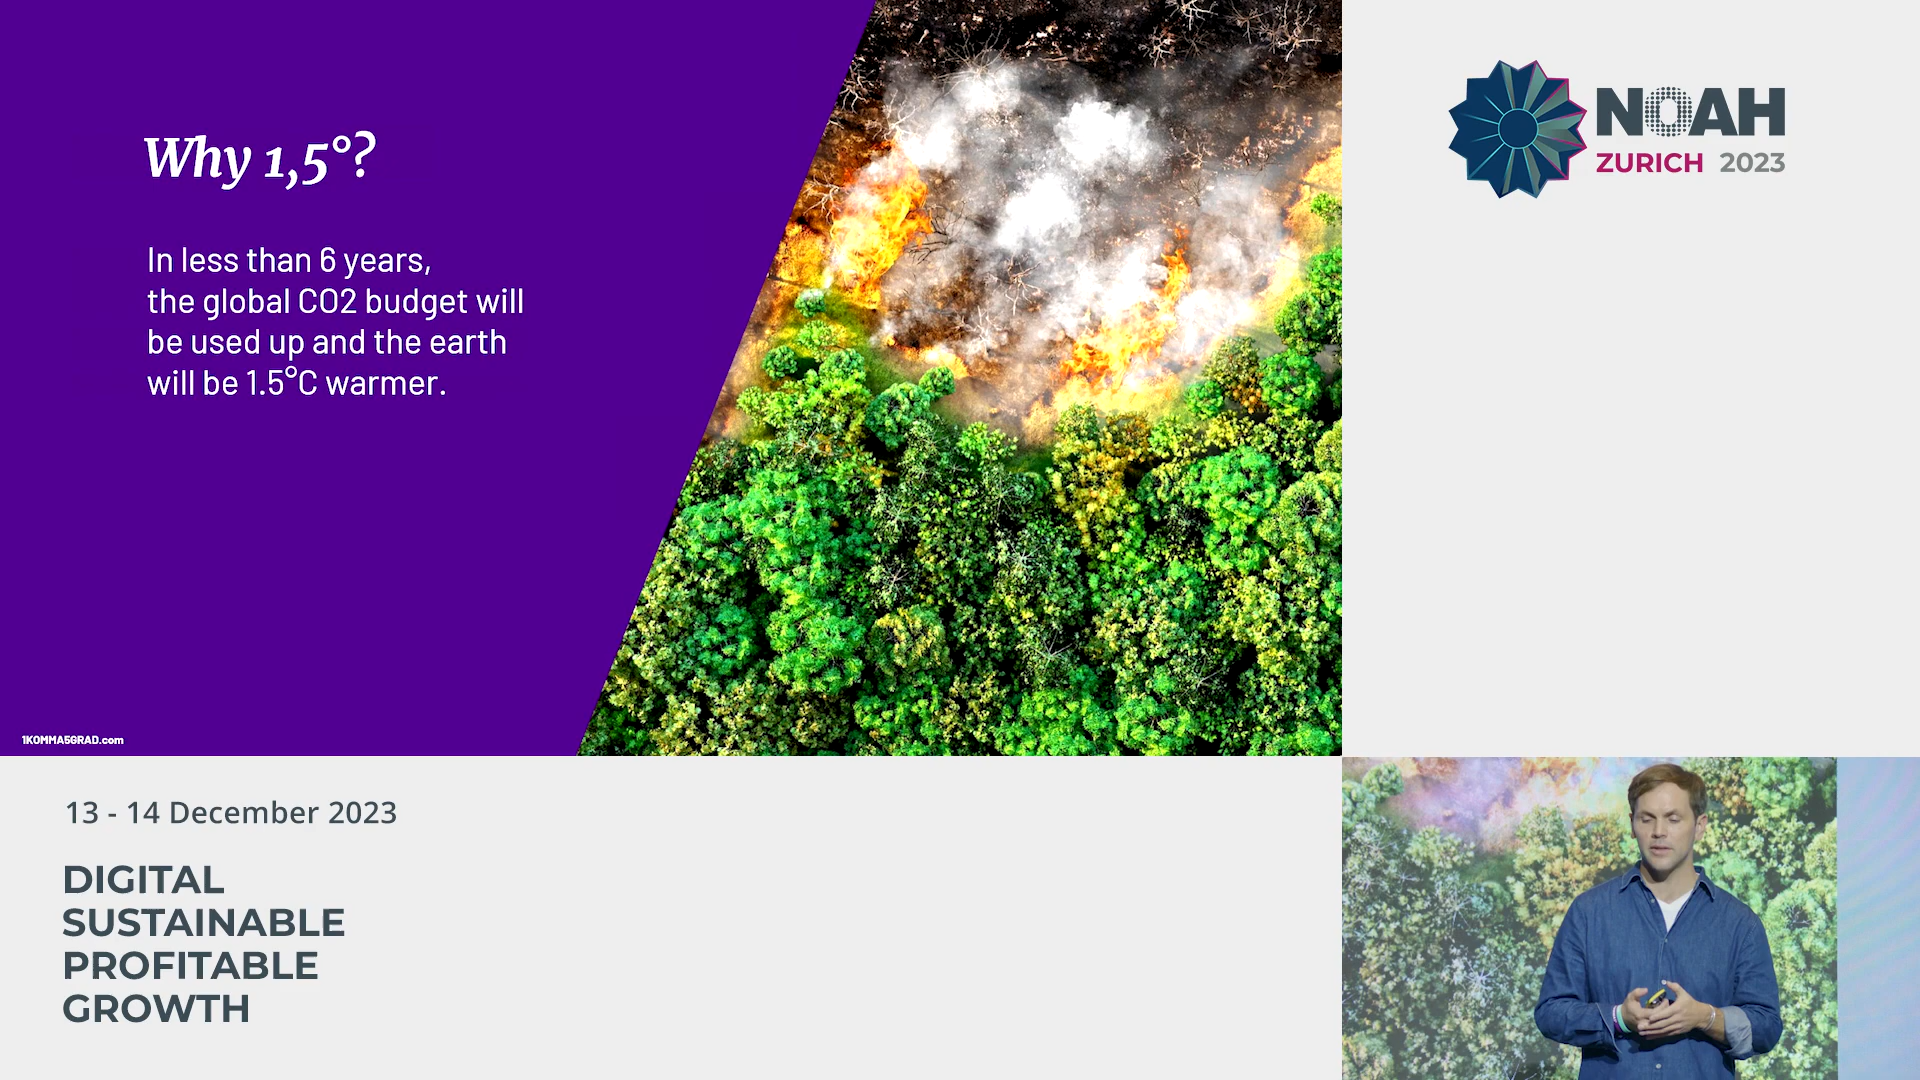 Why 1,5°?
In less than 6 years,
the global CO2 budget will
be used up and the earth
will be 1.5°C warmer.
1KOMMA5GRAD.com
NOAH
ZURICH 2023
13 - 14 December 2023
DIGITAL
SUSTAINABLE
PROFITABLE
GROWTH